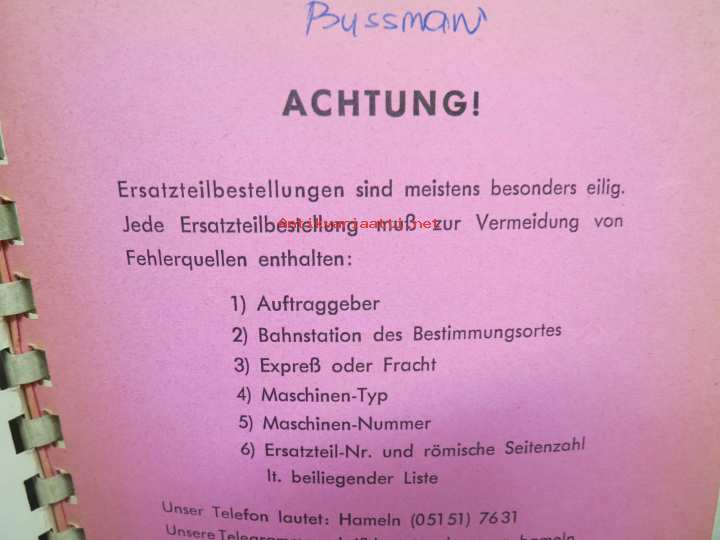 Bussman
ACHTUNG!
Ersatzteilbestellungen sind meistens besonders eilig.
Jede Ersatzteilbestellung muß zur Vermeidung von
Fehlerquellen enthalten:
1) Auftraggeber
2) Bahnstation des Bestimmungsortes
3) Expreß oder Fracht
4) Maschinen-Typ
5) Maschinen-Nummer
6) Ersatzteil-Nr. und römische Seitenzahl
lt. beiliegender Liste
Unser Telefon lautet: Hameln (05151) 7631
Unsere
hameln